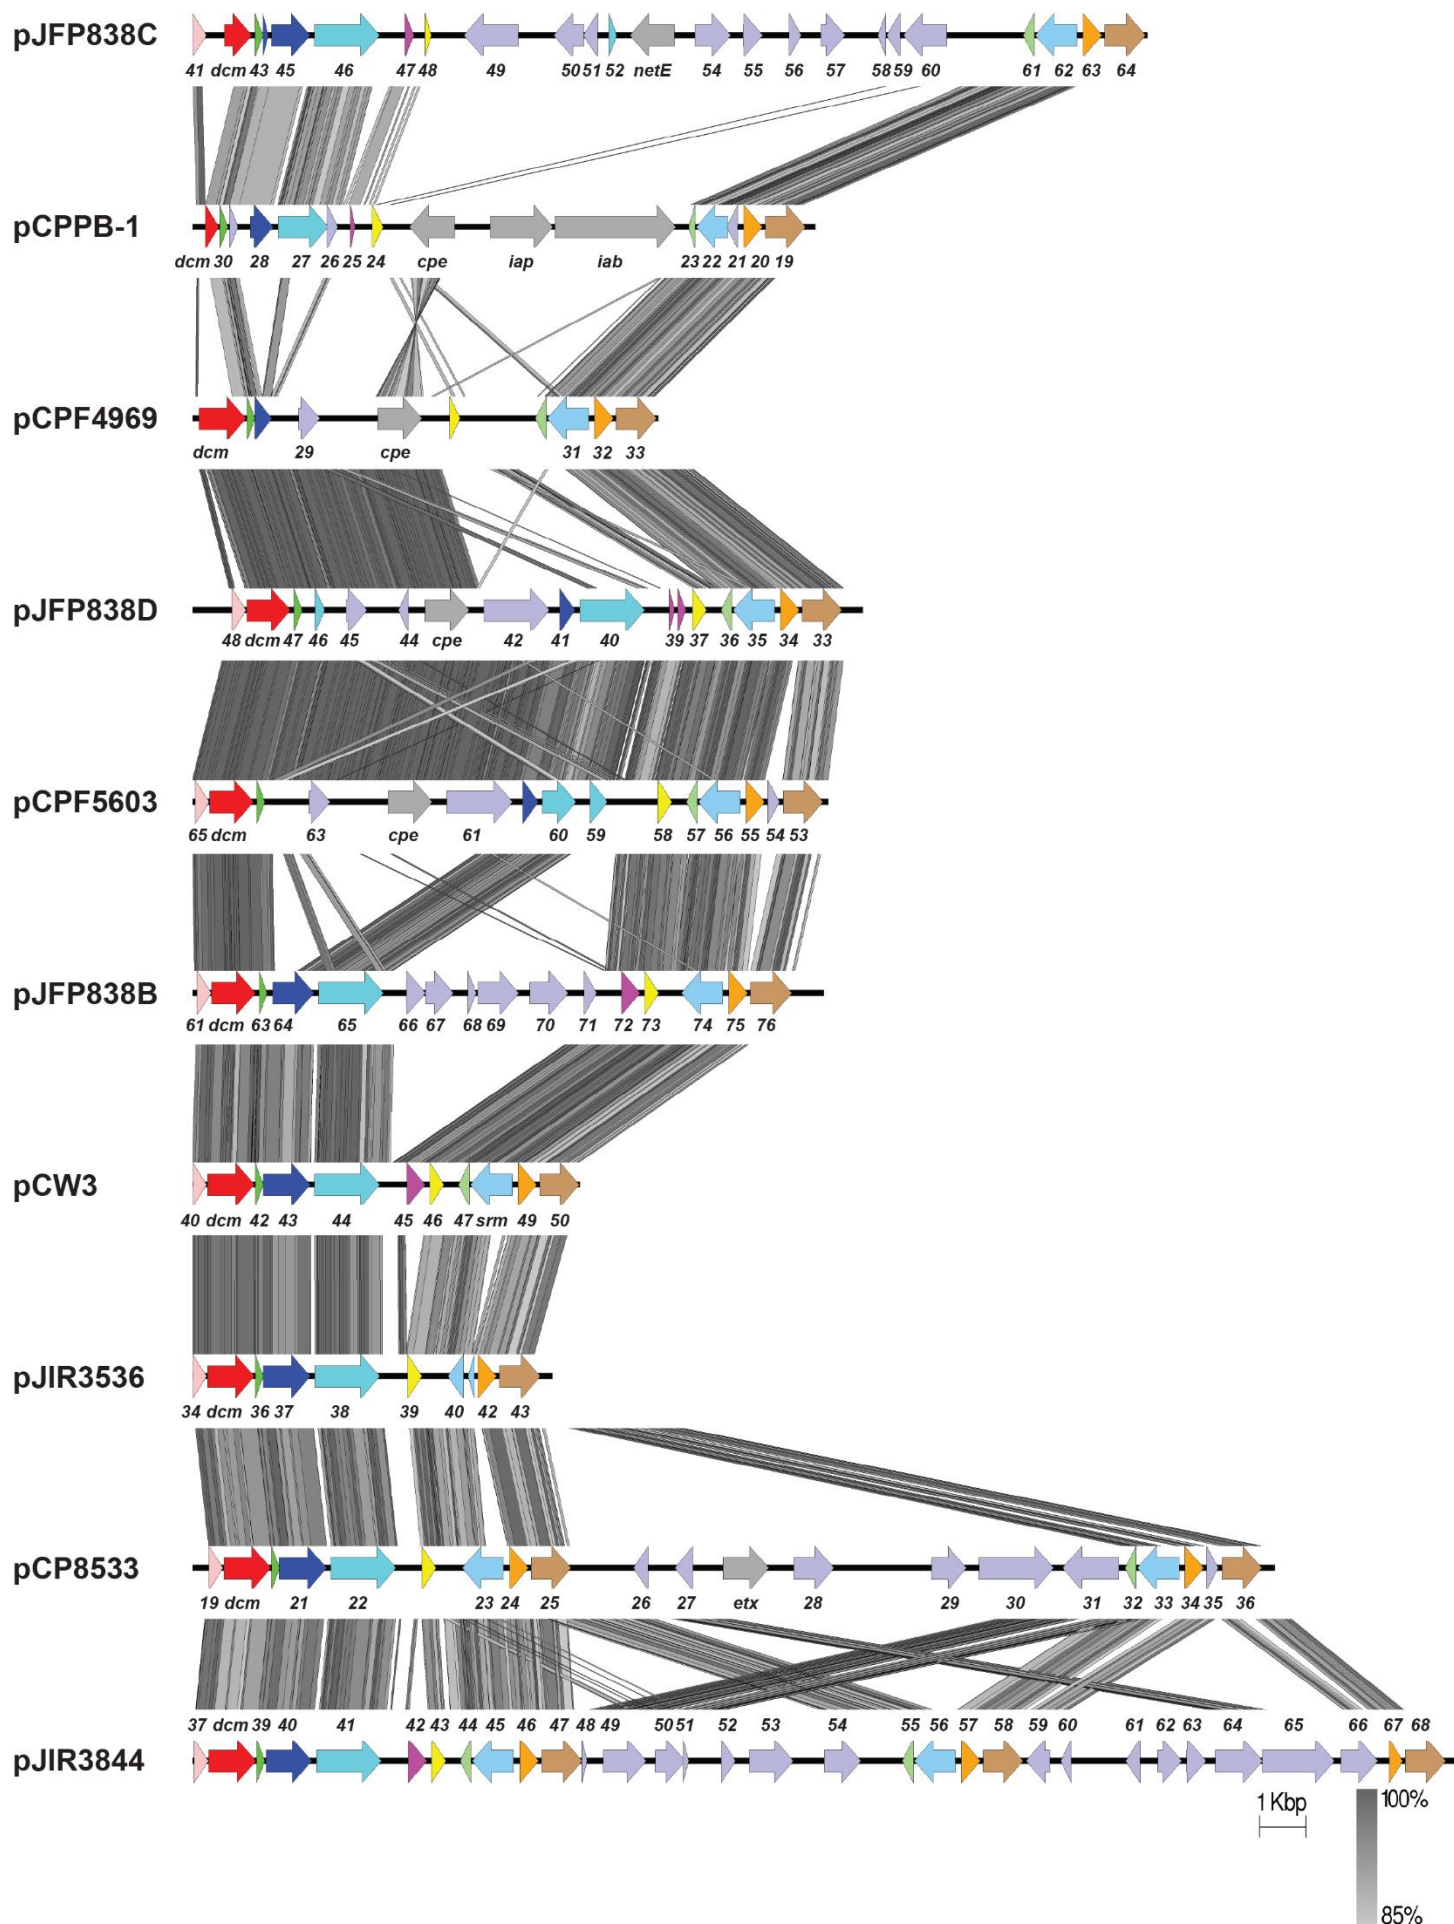 pJFP838C
41 dcm 43 45 46 47 48 49 50 51 52 netE 54 55 56 57 58 59 60 61 62 63 64
pCPPB-1
dcm 30 28 27 26 25 24 cpe iap iab 23 22 21 20 19
pCPF4969
dcm 29 cpe 31 32 33
pJFP838D
48 dcm 47 46 45 44 cpe 42 41 40 39 37 36 35 34 33
pCPF5603
65 dcm 63 cpe 61 60 59 58 57 56 55 54 53
pJFP838B
61 dcm 63 64 65 66 67 68 69 70 71 72 73 74 75 76
pCW3
40 dcm 42 43 44 45 46 47 srm 49 50
pJIR3536
34 dcm 36 37 38 39 40 42 43
pCP8533
19 dcm 21 22 23 24 25 26 27 etx 28 29 30 31 32 33 34 35 36
37 dcm 39 40 41 42 43 44 45 46 47 48 49 50 51 52 53 54 55 56 57 58 59 60 61 62 63 64 65 66 67 68
pJIR3844
1 Kbp
100%
85%